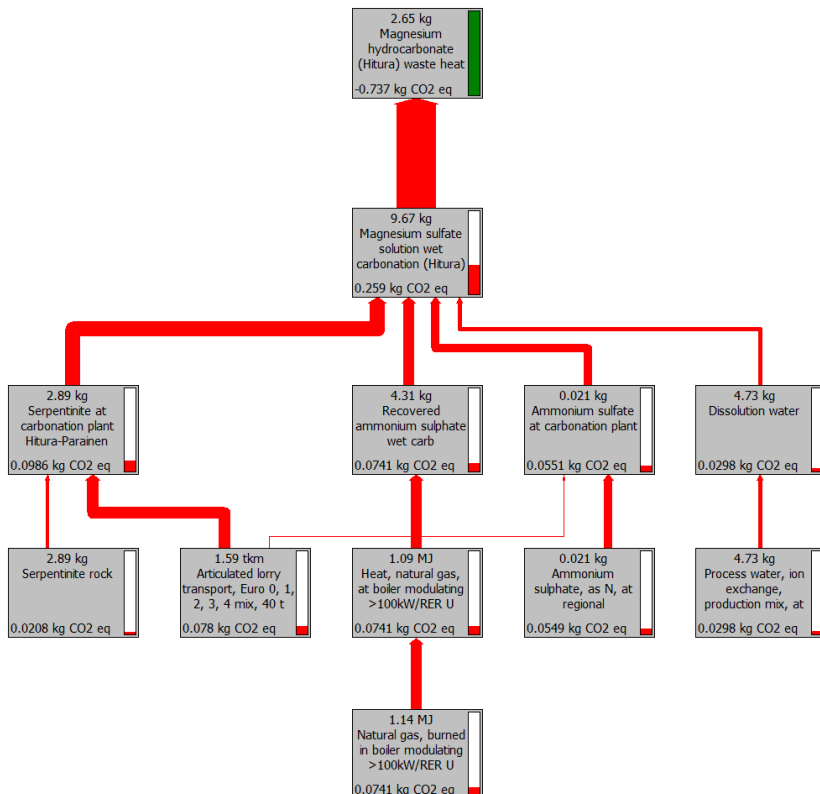 2.65 kg
Magnesium
hydrocarbonate
(Hitura) waste heat
-0.737 kg CO2 eq
9.67 kg
Magnesium sulfate
solution wet
carbonation (Hitura)
0.259 kg CO2 eq
2.89 kg
Serpentinite at
carbonation plant
Hitura-Parainen
0.0986 kg CO2 eq
4.31 kg
Recovered
ammonium sulphate
wet carb
0.0741 kg CO2 eq
0.021 kg
Ammonium sulfate
at carbonation plant
0.0551 kg CO2 eq
4.73 kg
Dissolution water
0.0298 kg CO2 eq
2.89 kg
Serpentinite rock
0.0208 kg CO2 eq
1.59 tkm
Articulated lorry
transport, Euro 0, 1,
2, 3, 4 mix, 40 t
0.078 kg CO2 eq
1.09 MJ
Heat, natural gas,
at boiler modulating
>100kW/RER U
0.0741 kg CO2 eq
0.021 kg
Ammonium
sulphate, as N, at
regional
0.0549 kg CO2 eq
4.73 kg
Process water, ion
exchange,
production mix, at
0.0298 kg CO2 eq
1.14 MJ
Natural gas, burned
in boiler modulating
>100kW/RER U
0.0741 kg CO2 eq